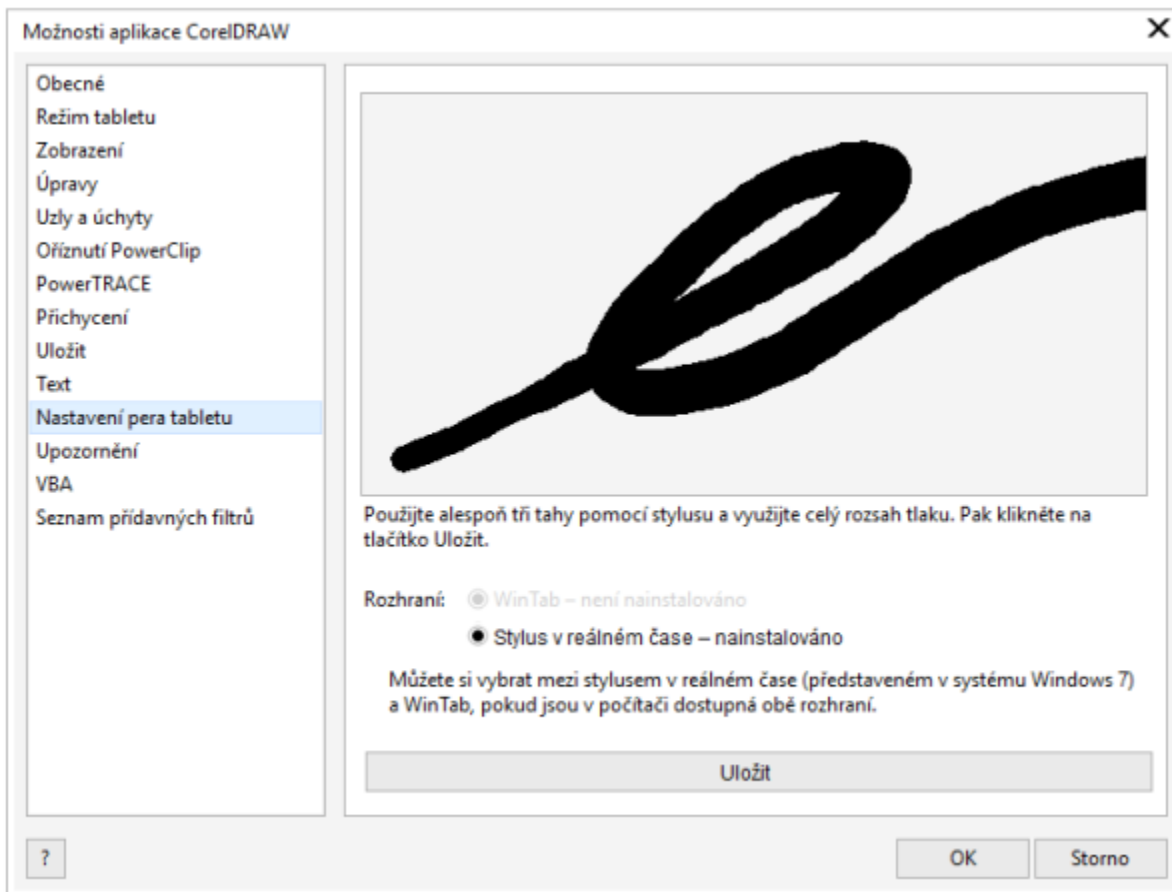 Možnosti aplikace CorelDRAW
Obecné
Režim tabletu
Zobrazení
Úpravy
Uzly a úchyty
Oříznutí PowerClip
PowerTRACE
Přichycení
Uložit
Text
Nastavení pera tabletu
Upozornění
VBA
Seznam přídavných filtrů
Použijte alespoň tři tahy pomocí stylusu a využijte celý rozsah tlaku. Pak klikněte na
tlačítko Uložit.
Rozhraní: WinTab – není nainstalováno
Stylus v reálném čase – nainstalováno
Můžete si vybrat mezi stylusem v reálném čase (představeném v systému Windows 7)
a WinTab, pokud jsou v počítači dostupná obě rozhraní.
Uložit
? OK Storno